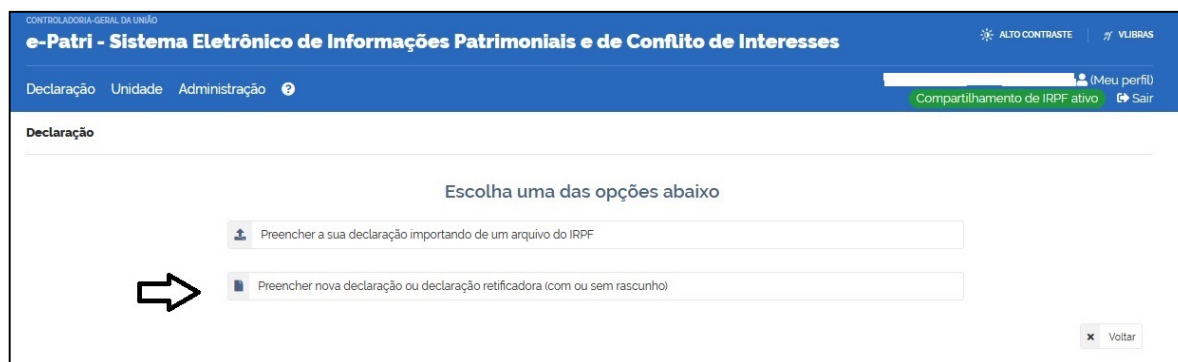 CONTROLADORIA-GERAL DA UNIÃO
e-Patri - Sistema Eletrônico de Informações Patrimoniais e de Conflito de Interesses
ALTO CONTRASTE
VLIBRAS
Declaração Unidade Administração ?
(Meu perfil)
Compartilhamento de IRPF ativo Sair
Declaração
Escolha uma das opções abaixo
Preencher a sua declaração importando de um arquivo do IRPF
Preencher nova declaração ou declaração retificadora (com ou sem rascunho)
Voltar